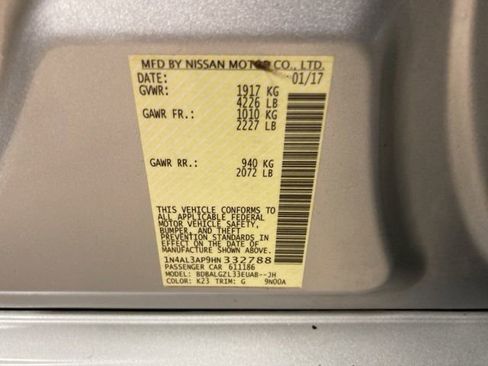 MFD BY NISSAN MOTOR CO., LTD.
DATE: 01/17
GVWR: 1917 KG
4226 LB
GAWR FR.: 1010 KG
2227 LB
GAWR RR.: 940 KG
2072 LB
THIS VEHICLE CONFORMS TO
ALL APPLICABLE FEDERAL
MOTOR VEHICLE SAFETY,
BUMPER, AND THEFT
PREVENTION STANDARDS
IN EFFECT ON THE DATE OF
MANUFACTURE SHOWN ABOVE.
1N4AL3AP9HN 332788
PASSENGER CAR 611186
MODEL: BDBALGZL33EUAB--JH
COLOR: K23 TRIM: G 9N00A